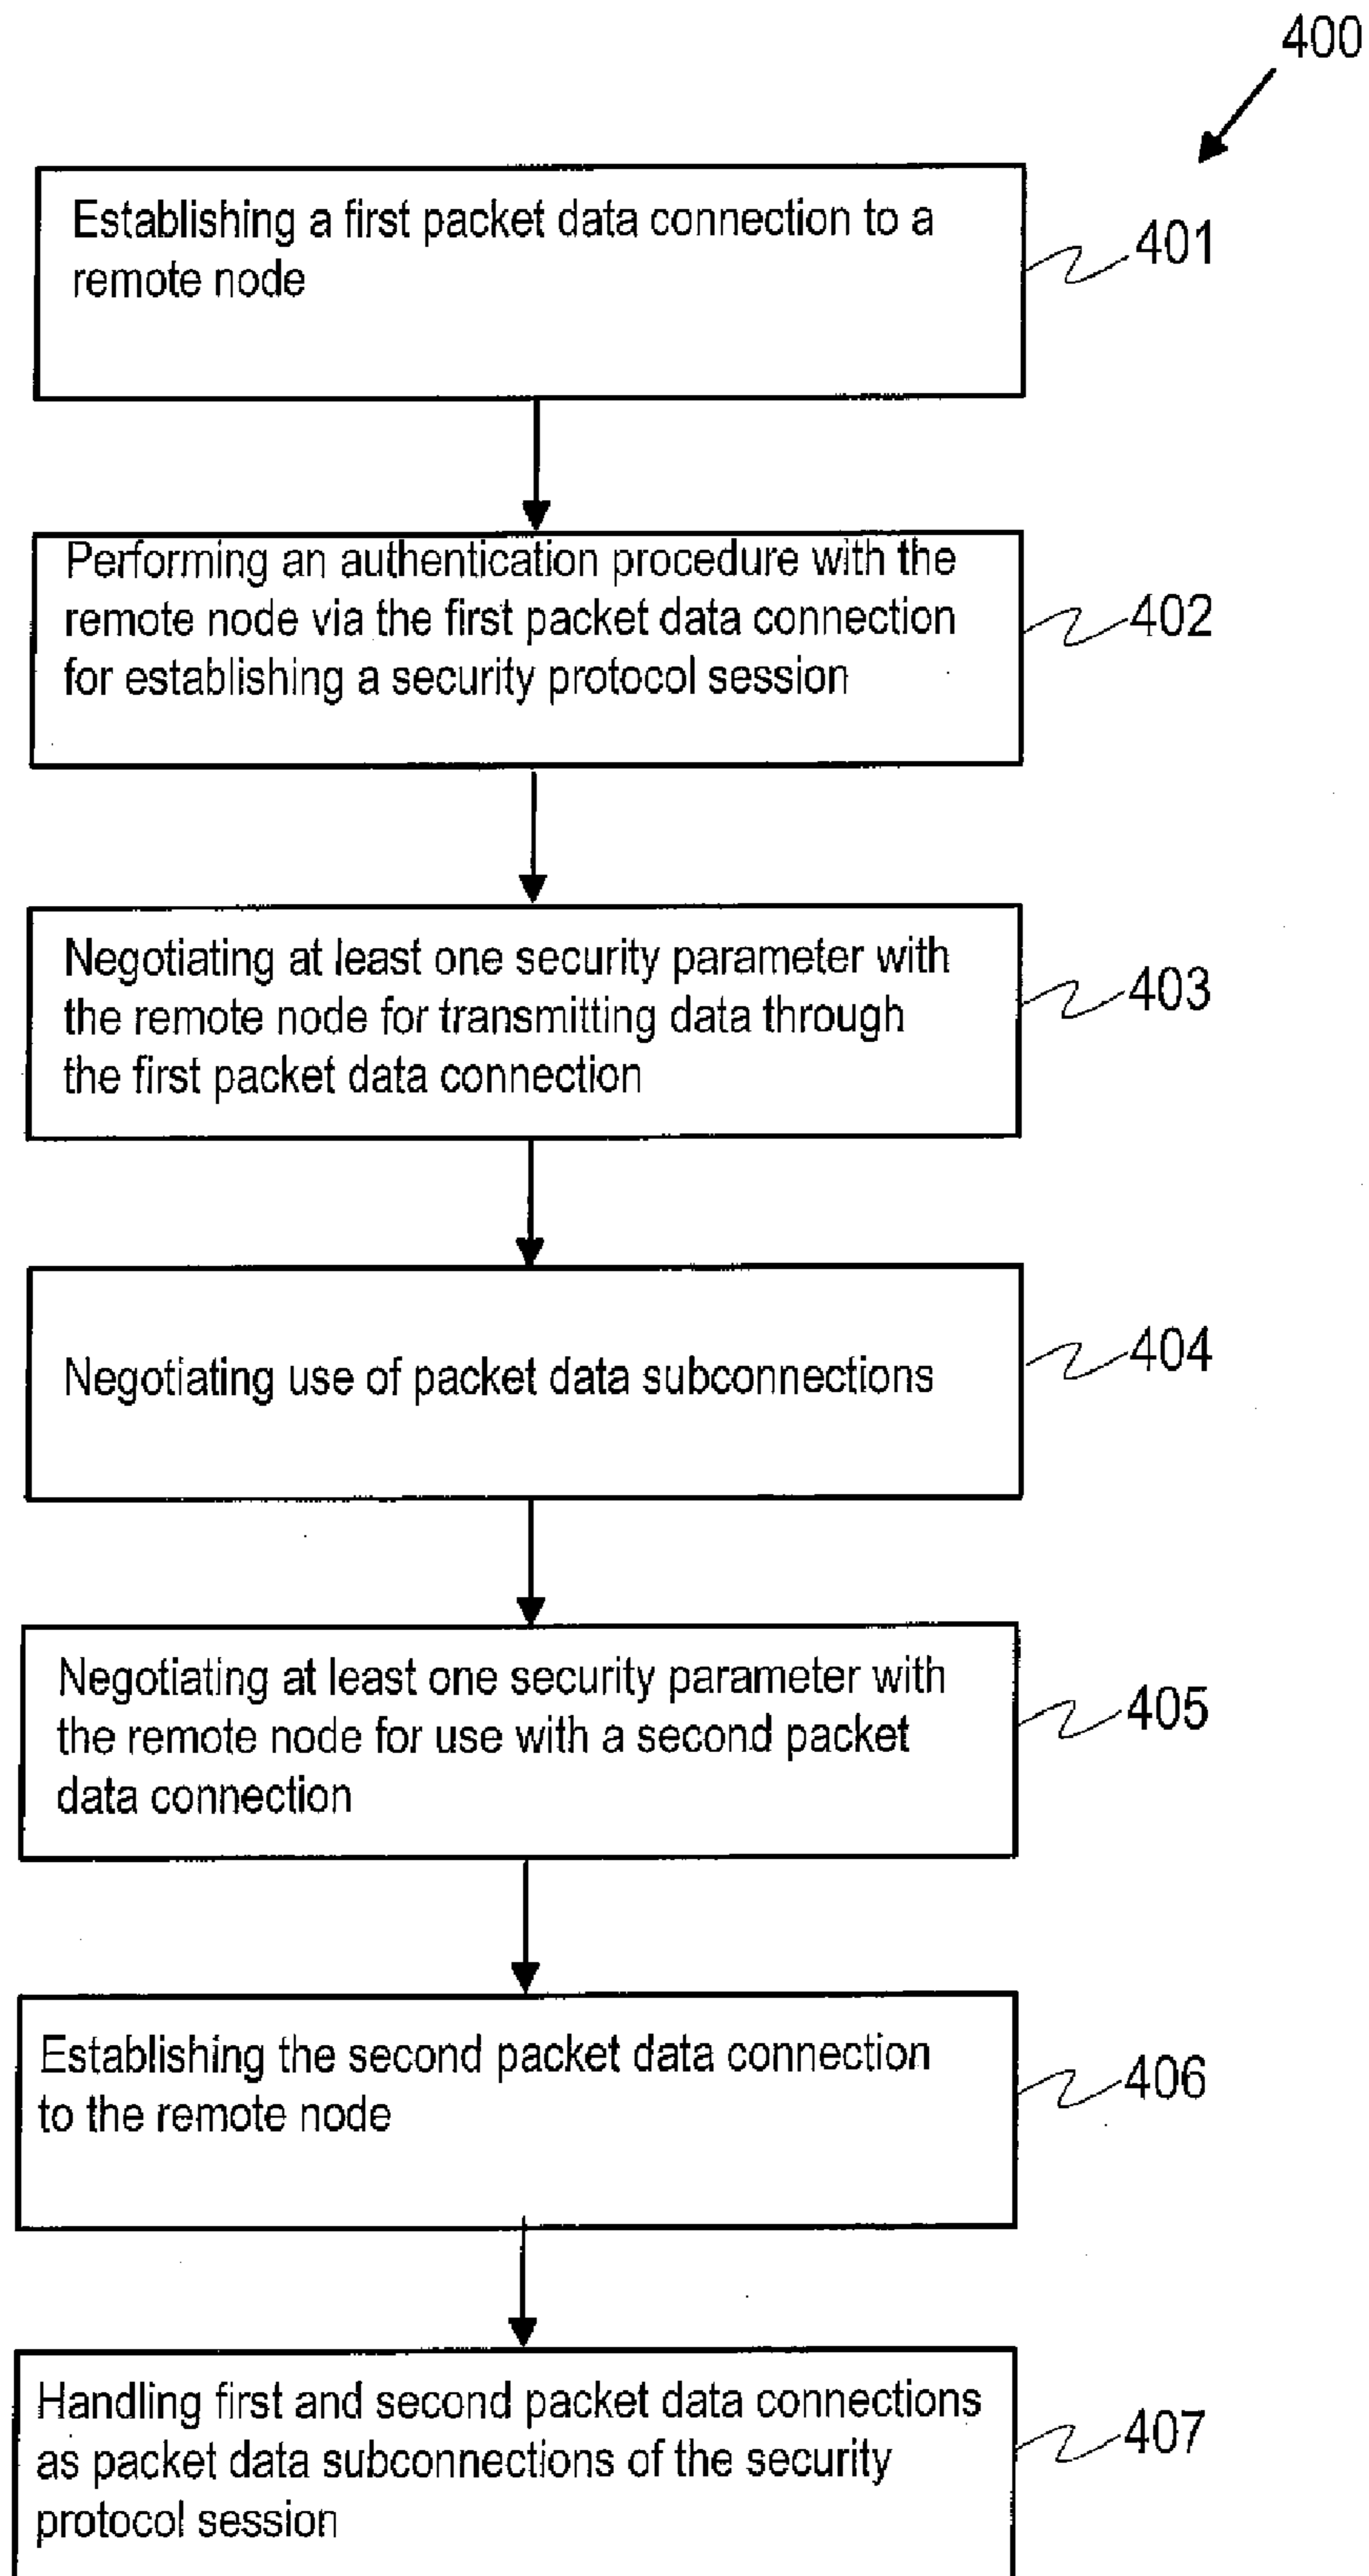 400
Establishing a first packet data connection to a
remote node
401
Performing an authentication procedure with the
remote node via the first packet data connection
for establishing a security protocol session
402
Negotiating at least one security parameter with
the remote node for transmitting data through
the first packet data connection
403
Negotiating use of packet data subconnections
404
Negotiating at least one security parameter with
the remote node for use with a second packet
data connection
405
Establishing the second packet data connection
to the remote node
406
Handling first and second packet data connections
as packet data subconnections of the security
protocol session
407